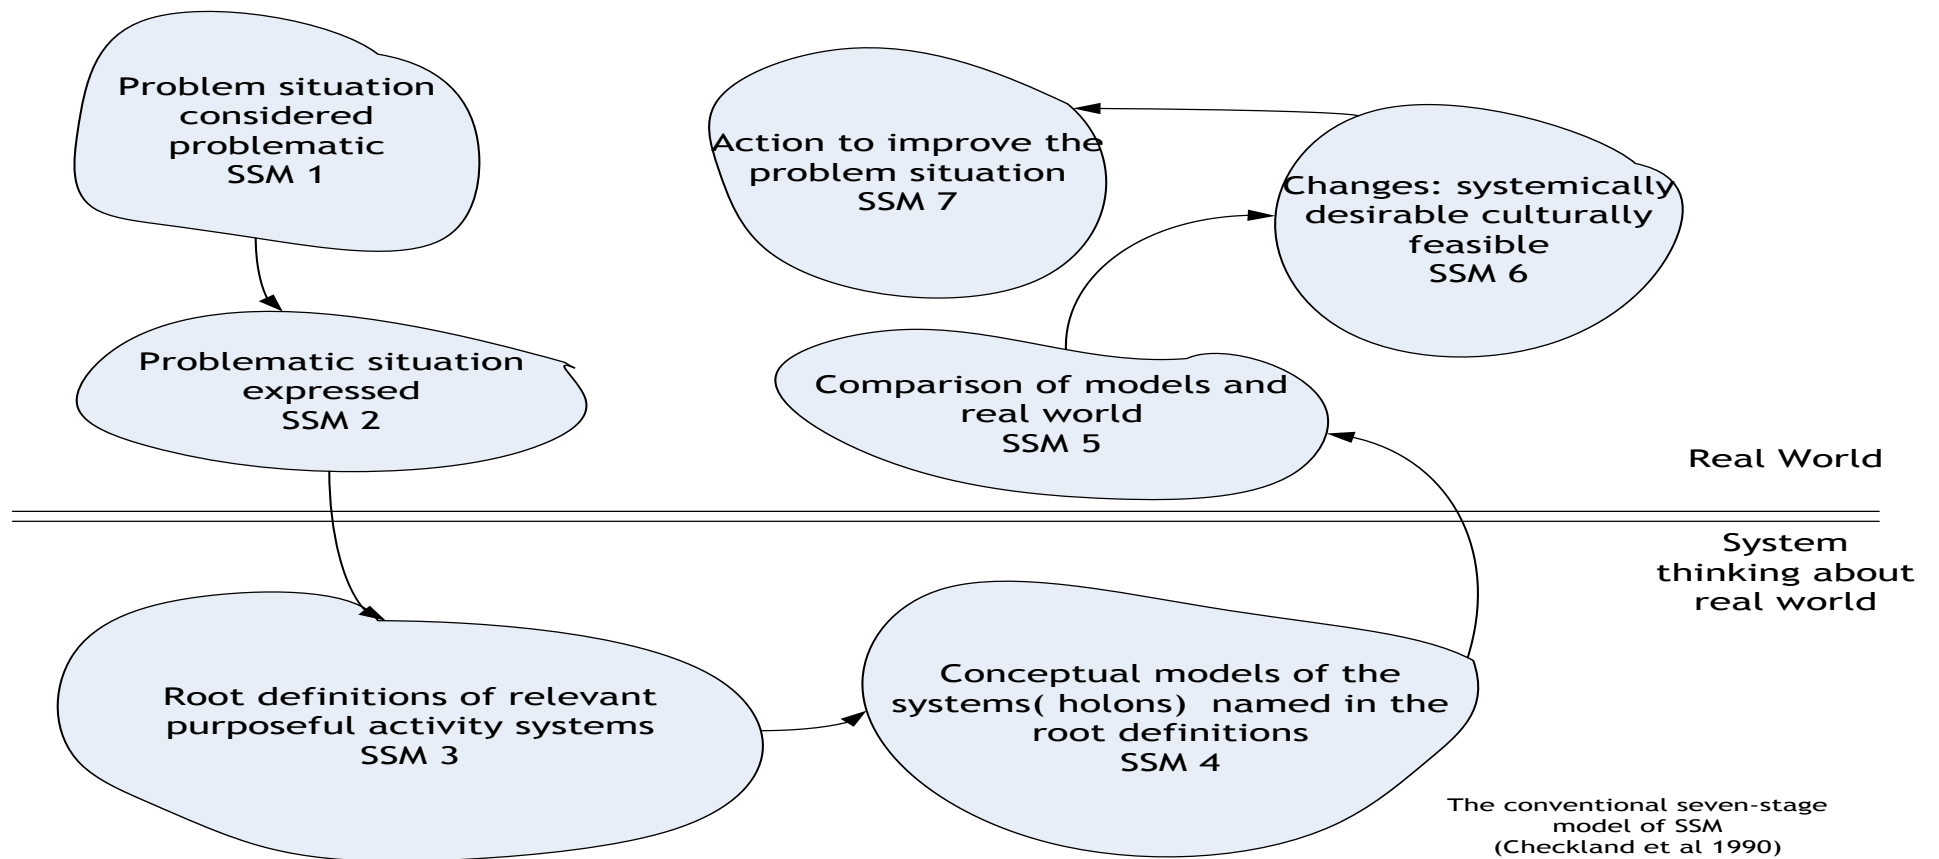 Problem situation
considered
problematic
SSM 1
Action to improve the
problem situation
SSM 7
Changes: systemically
desirable culturally
feasible
SSM 6
Problematic situation
expressed
SSM 2
Comparison of models and
real world
SSM 5
Real World
System
thinking about
real world
Root definitions of relevant
purposeful activity systems
SSM 3
Conceptual models of the
systems( holons)  named in the
root definitions
SSM 4
The conventional seven-stage
model of SSM
(Checkland et al 1990)